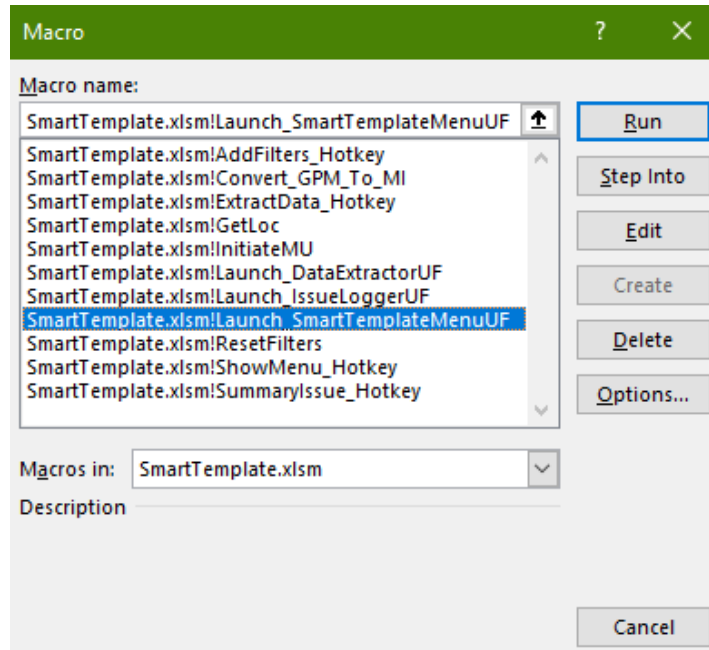 Macro ? ×
Macro name:
SmartTemplate.xlsm!Launch_SmartTemplateMenuUF
Run
SmartTemplate.xlsm!AddFilters_Hotkey
SmartTemplate.xlsm!Convert_GPM_To_MI
SmartTemplate.xlsm!ExtractData_Hotkey
SmartTemplate.xlsm!GetLoc
SmartTemplate.xlsm!InitiateMU
SmartTemplate.xlsm!Launch_DataExtractorUF
SmartTemplate.xlsm!Launch_IssueLoggerUF
SmartTemplate.xlsm!Launch_SmartTemplateMenuUF
SmartTemplate.xlsm!ResetFilters
SmartTemplate.xlsm!ShowMenu_Hotkey
SmartTemplate.xlsm!SummaryIssue_Hotkey
Step Into
Edit
Create
Delete
Options...
Macros in: SmartTemplate.xlsm
Description
Cancel